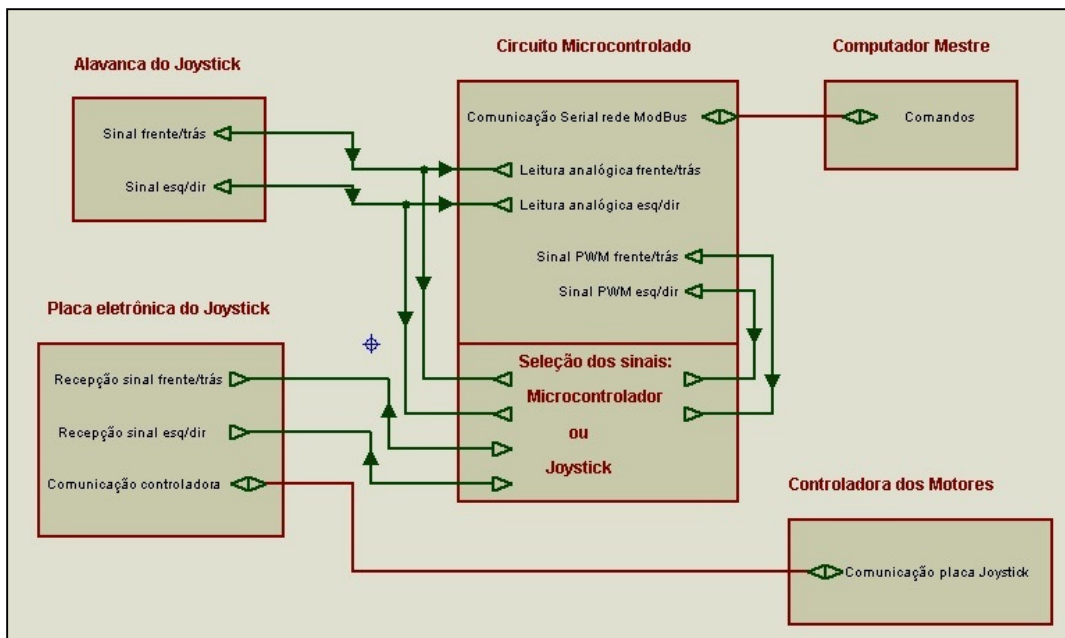 Alavanca do Joystick
Sinal frente/trás
Sinal esq/dir
Circuito Microcontrolado
Comunicação Serial rede ModBus
Leitura analógica frente/trás
Leitura analógica esq/dir
Sinal PWM frente/trás
Sinal PWM esq/dir
Seleção dos sinais:
Microcontrolador
ou
Joystick
Computador Mestre
Comandos
Placa eletrônica do Joystick
Recepção sinal frente/trás
Recepção sinal esq/dir
Comunicação controladora
Controladora dos Motores
Comunicação placa Joystick